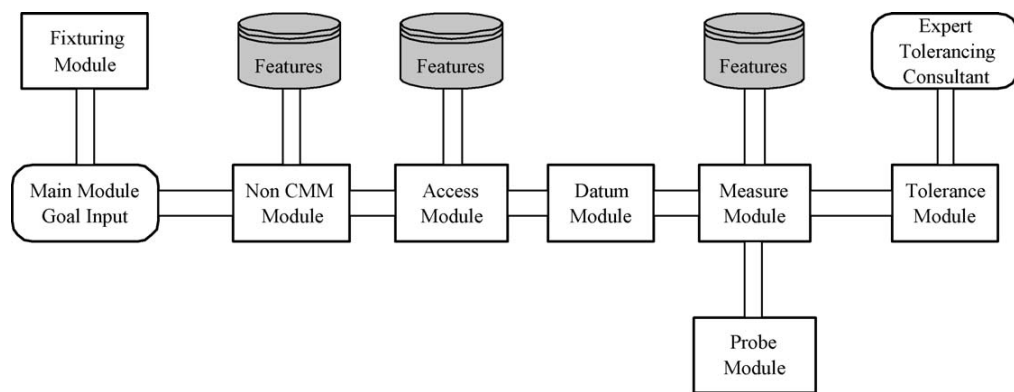 Fixturing
Module
Features
Features
Features
Expert
Tolerancing
Consultant
Main Module
Goal Input
Non CMM
Module
Access
Module
Datum
Module
Measure
Module
Tolerance
Module
Probe
Module